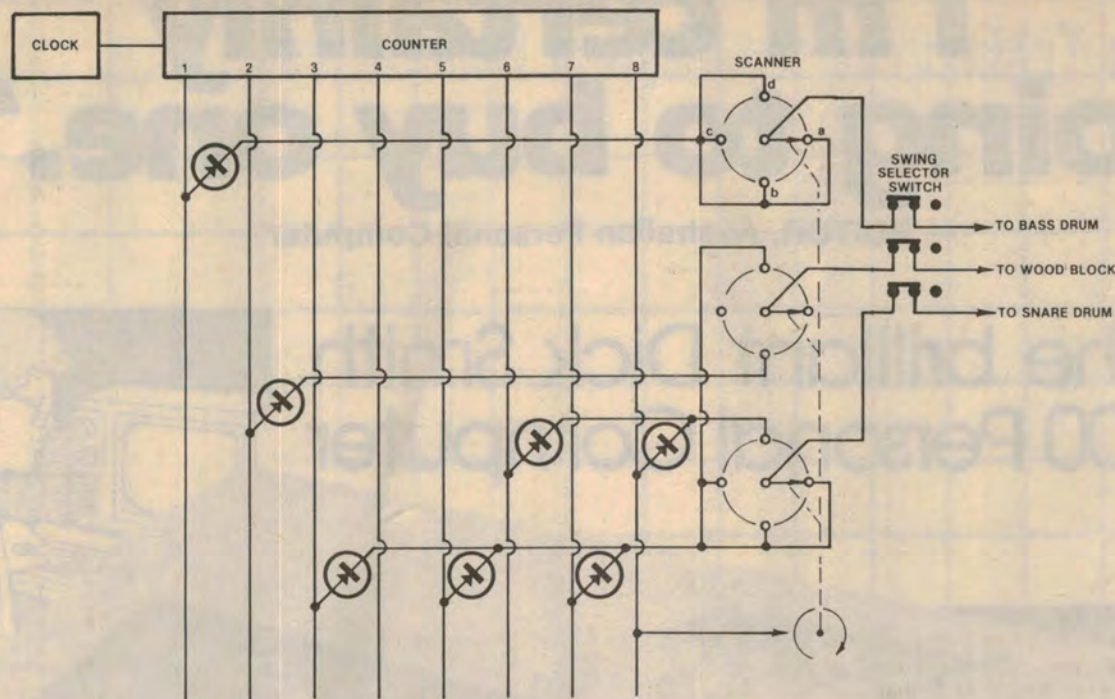 CLOCK
COUNTER
1 2 3 4 5 6 7 8
SCANNER
d
c
a
b
SWING
SELECTOR
SWITCH
TO BASS DRUM
TO WOOD BLOCK
TO SNARE DRUM